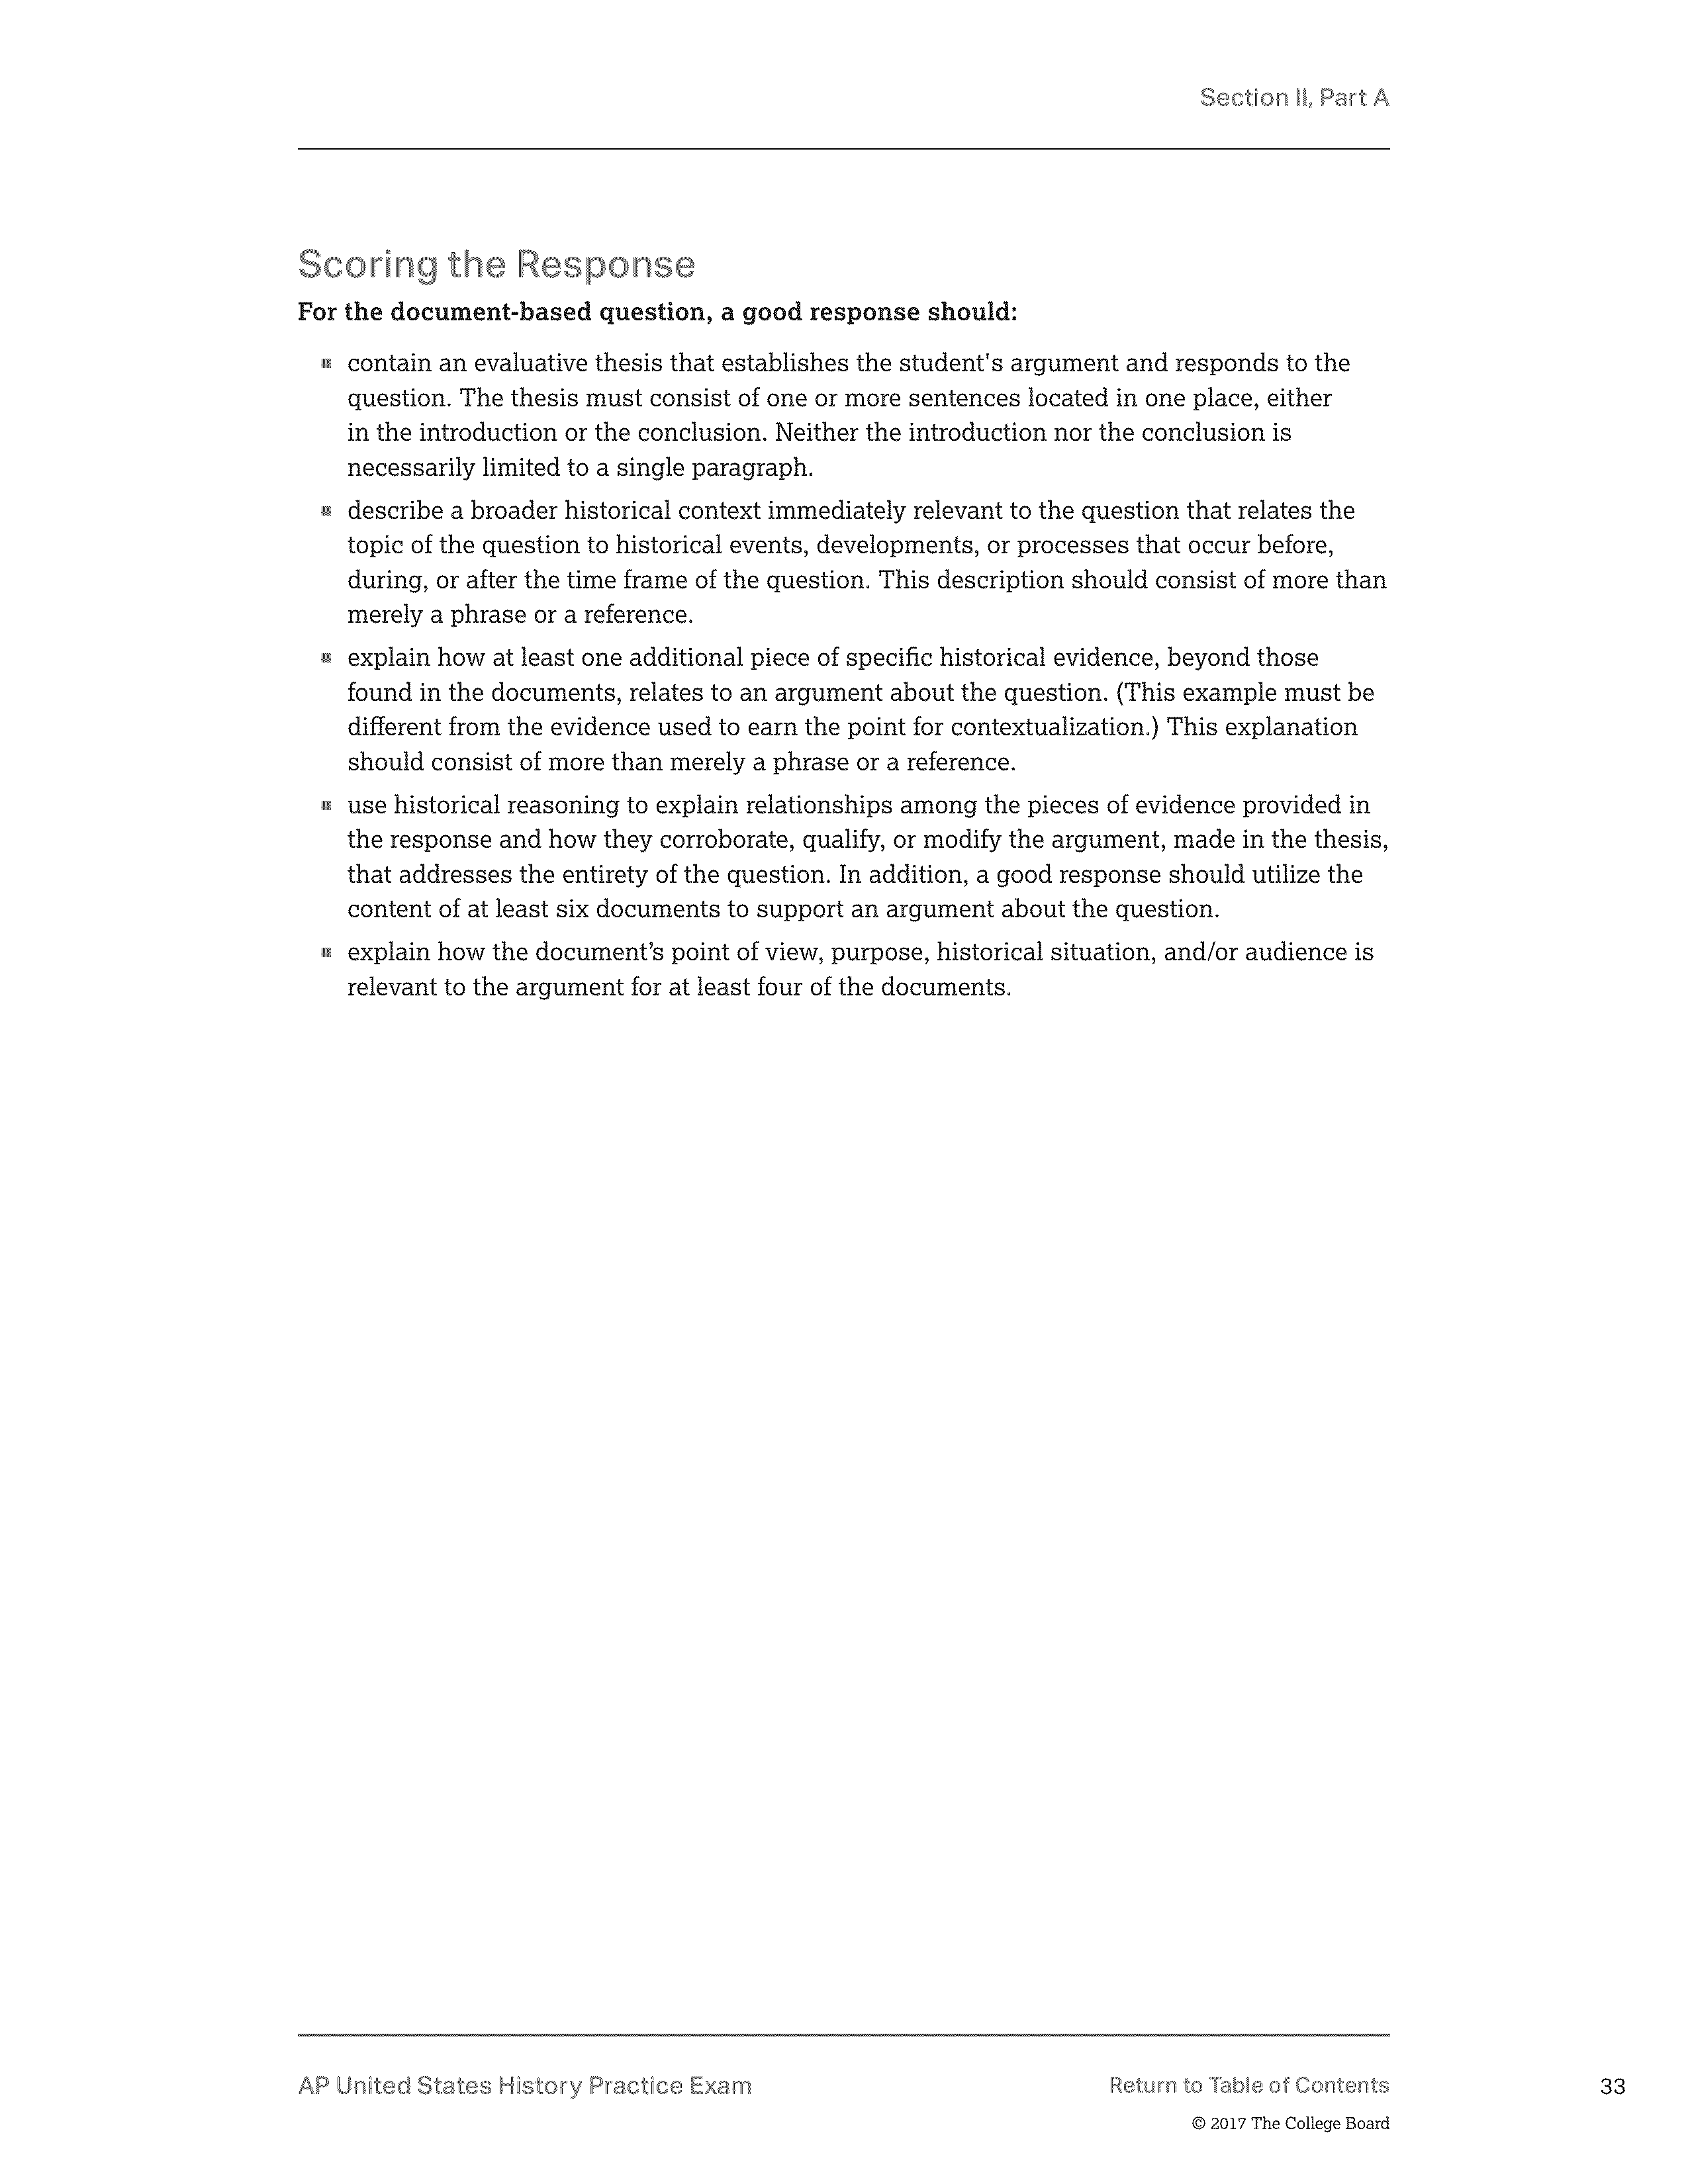 Section II, Part A
Scoring the Response
For the document-based question, a good response should:
■ contain an evaluative thesis that establishes the student's argument and responds to the
question. The thesis must consist of one or more sentences located in one place, either
in the introduction or the conclusion. Neither the introduction nor the conclusion is
necessarily limited to a single paragraph.
■ describe a broader historical context immediately relevant to the question that relates the
topic of the question to historical events, developments, or processes that occur before,
during, or after the time frame of the question. This description should consist of more than
merely a phrase or a reference.
■ explain how at least one additional piece of specific historical evidence, beyond those
found in the documents, relates to an argument about the question. (This example must be
different from the evidence used to earn the point for contextualization.) This explanation
should consist of more than merely a phrase or a reference.
■ use historical reasoning to explain relationships among the pieces of evidence provided in
the response and how they corroborate, qualify, or modify the argument, made in the thesis,
that addresses the entirety of the question. In addition, a good response should utilize the
content of at least six documents to support an argument about the question.
■ explain how the document’s point of view, purpose, historical situation, and/or audience is
relevant to the argument for at least four of the documents.
AP United States History Practice Exam
Return to Table of Contents
33
© 2017 The College Board